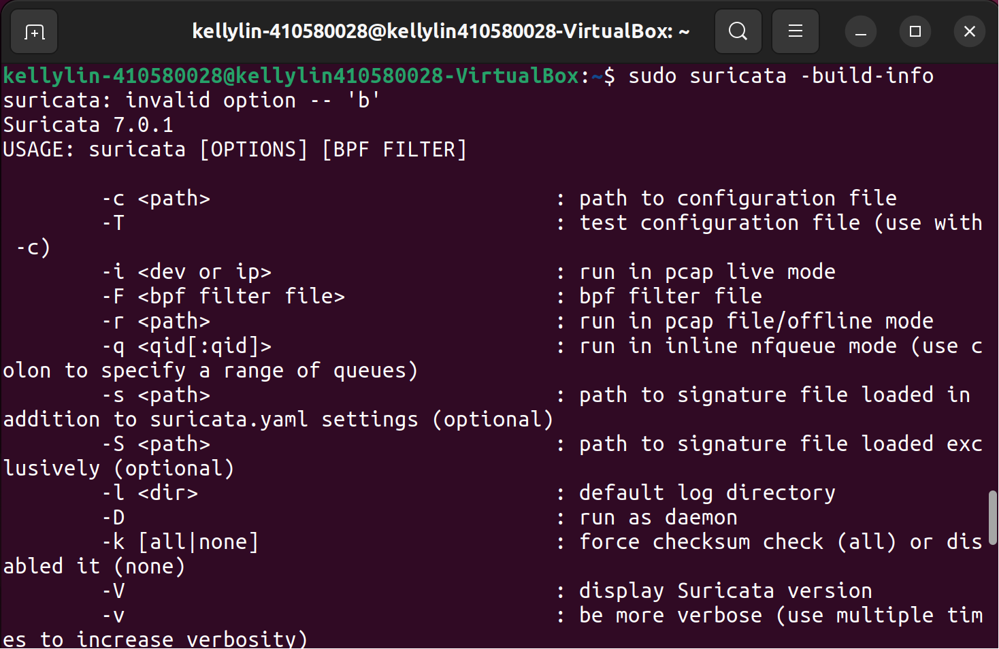 kellylin-410580028@kellylin410580028-VirtualBox: ~
kellylin-410580028@kellylin410580028-VirtualBox:~$ sudo suricata -build-info
suricata: invalid option -- 'b'
Suricata 7.0.1
USAGE: suricata [OPTIONS] [BPF FILTER]
-c <path> : path to configuration file
-T : test configuration file (use with
-c)
-i <dev or ip> : run in pcap live mode
-F <bpf filter file> : bpf filter file
-r <path> : run in pcap file/offline mode
-q <qid[:qid]> : run in inline nfqueue mode (use c
olon to specify a range of queues)
-s <path> : path to signature file loaded in
addition to suricata.yaml settings (optional)
-S <path> : path to signature file loaded exc
lusively (optional)
-l <dir> : default log directory
-D : run as daemon
-k [all|none] : force checksum check (all) or dis
abled it (none)
-V : display Suricata version
-v : be more verbose (use multiple tim
es to increase verbosity)